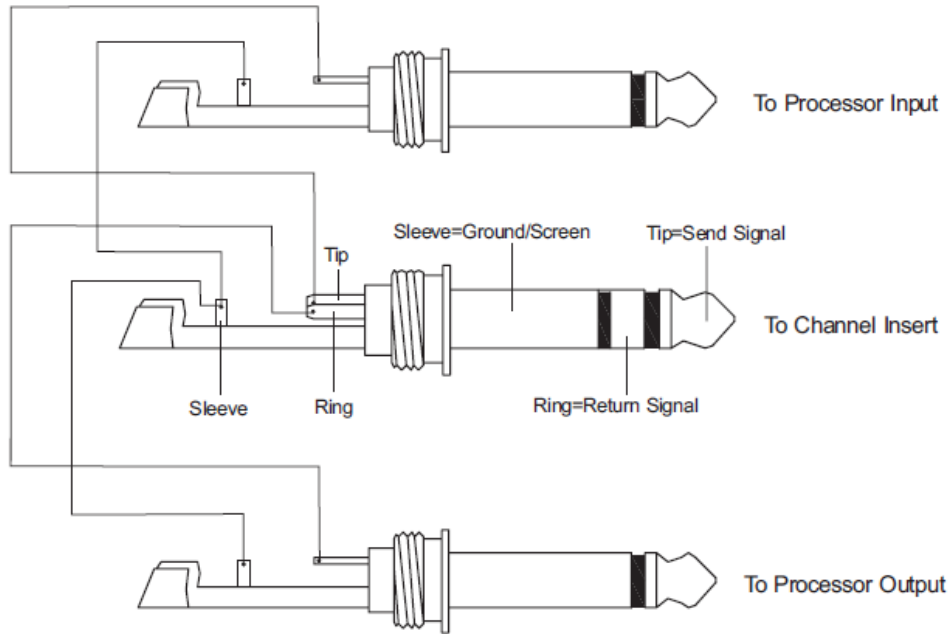 To Processor Input
Sleeve=Ground/Screen
Tip=Send Signal
Tip
To Channel Insert
Sleeve
Ring
Ring=Return Signal
To Processor Output